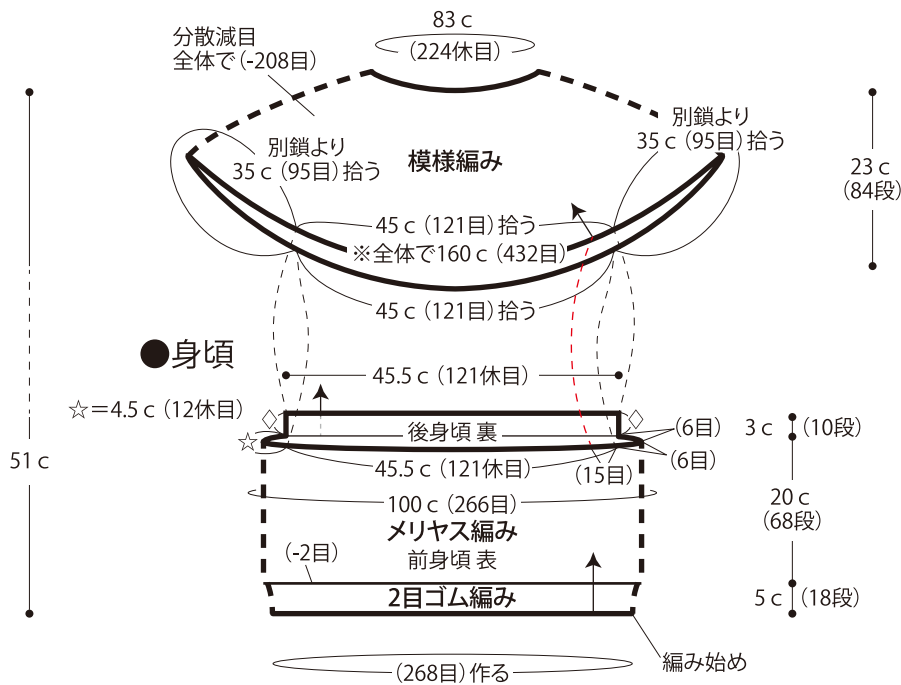 83c
(224休目)
分散減目
全体で(-208目)
別鎖より
35c(95目)拾う
模様編み
別鎖より
35c(95目)拾う
23c
(84段)
45c(121目)拾う
※全体で160c(432目)
45c(121目)拾う
●身頃
45.5c(121休目)
☆=4.5c(12休目)
◇
◇
後身頃 裏
(6目)
3c
(10段)
☆
51c
45.5c(121休目)
(15目)
(6目)
100c(266目)
20c
(68段)
メリヤス編み
前身頃 表
(-2目)
2目ゴム編み
5c
(18段)
編み始め
(268目)作る